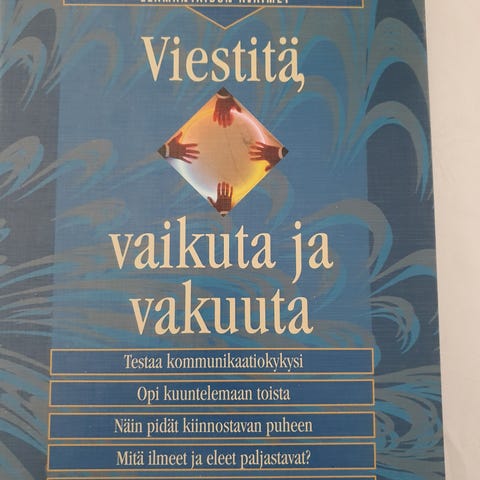 Viestitä,
vaikuta ja
vakuuta
Testaa kommunikaatiokykysi
Opi kuuntelemaan toista
Näin pidät kiinnostavan puheen
Mitä ilmeet ja eleet paljastavat?